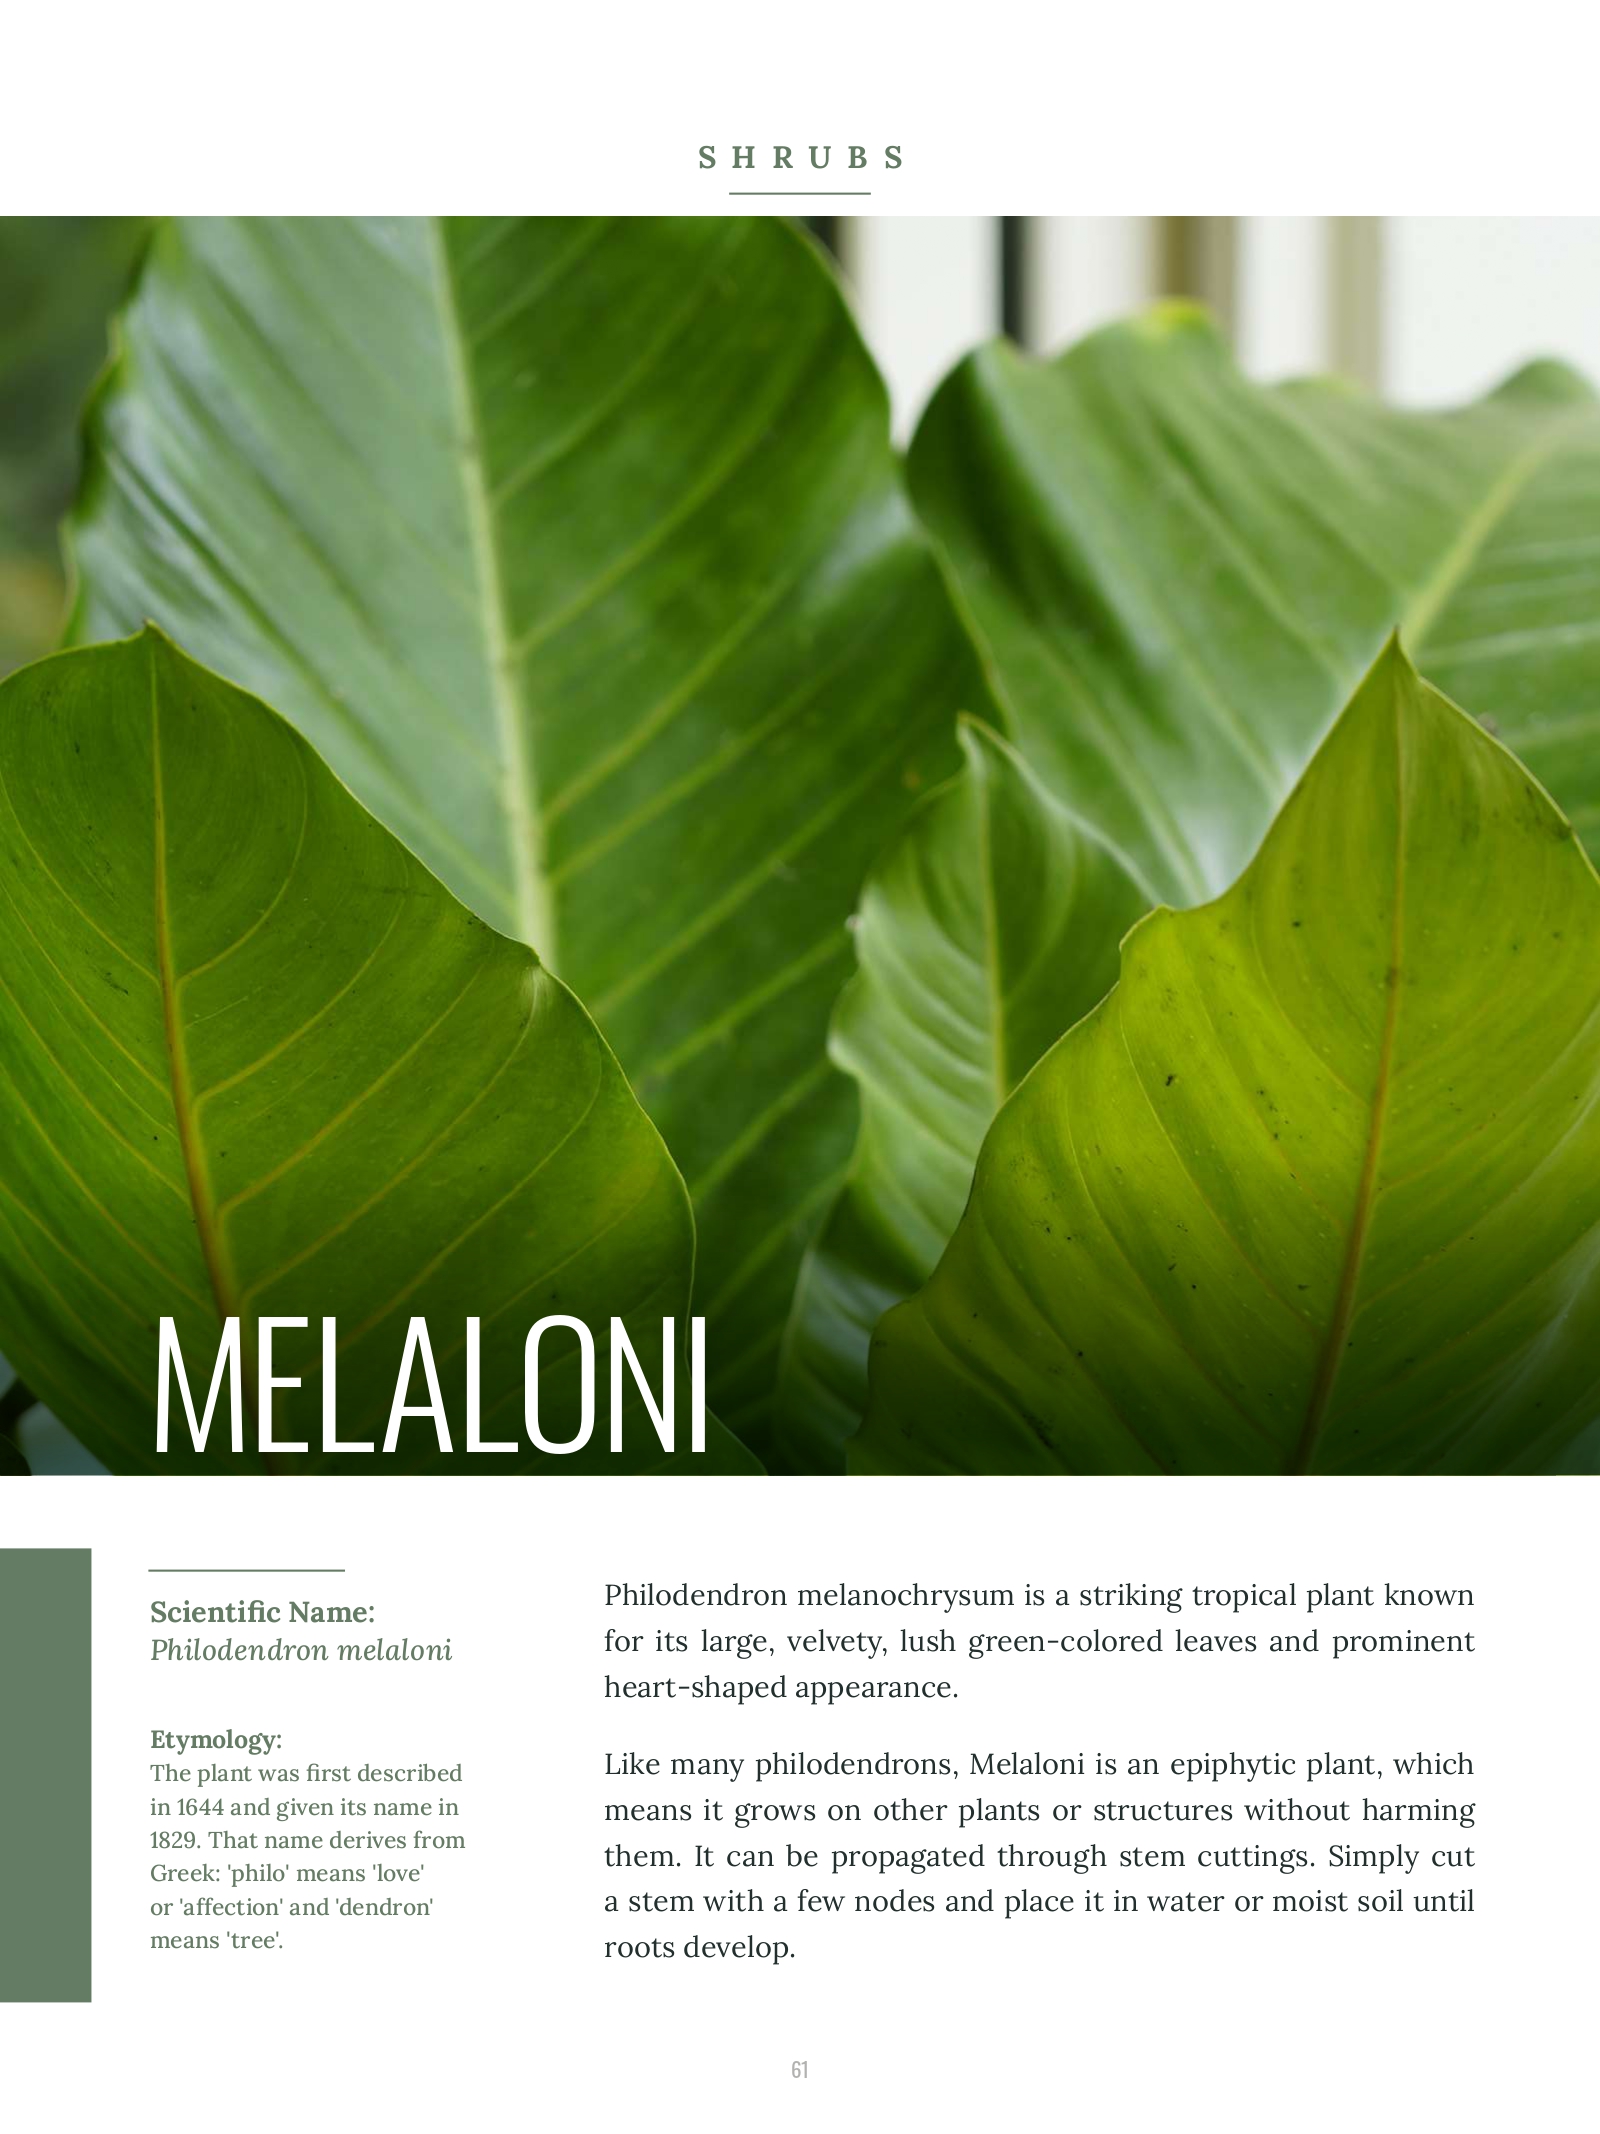 SHRUBS
MELALONI
Scientific Name:
Philodendron melaloni
Etymology:
The plant was first described
in 1644 and given its name in
1829. That name derives from
Greek: 'philo' means 'love'
or 'affection' and 'dendron'
means 'tree'.
Philodendron melanochrysum is a striking tropical plant known
for its large, velvety, lush green-colored leaves and prominent
heart-shaped appearance.
Like many philodendrons, Melaloni is an epiphytic plant, which
means it grows on other plants or structures without harming
them. It can be propagated through stem cuttings. Simply cut
a stem with a few nodes and place it in water or moist soil until
roots develop.
61